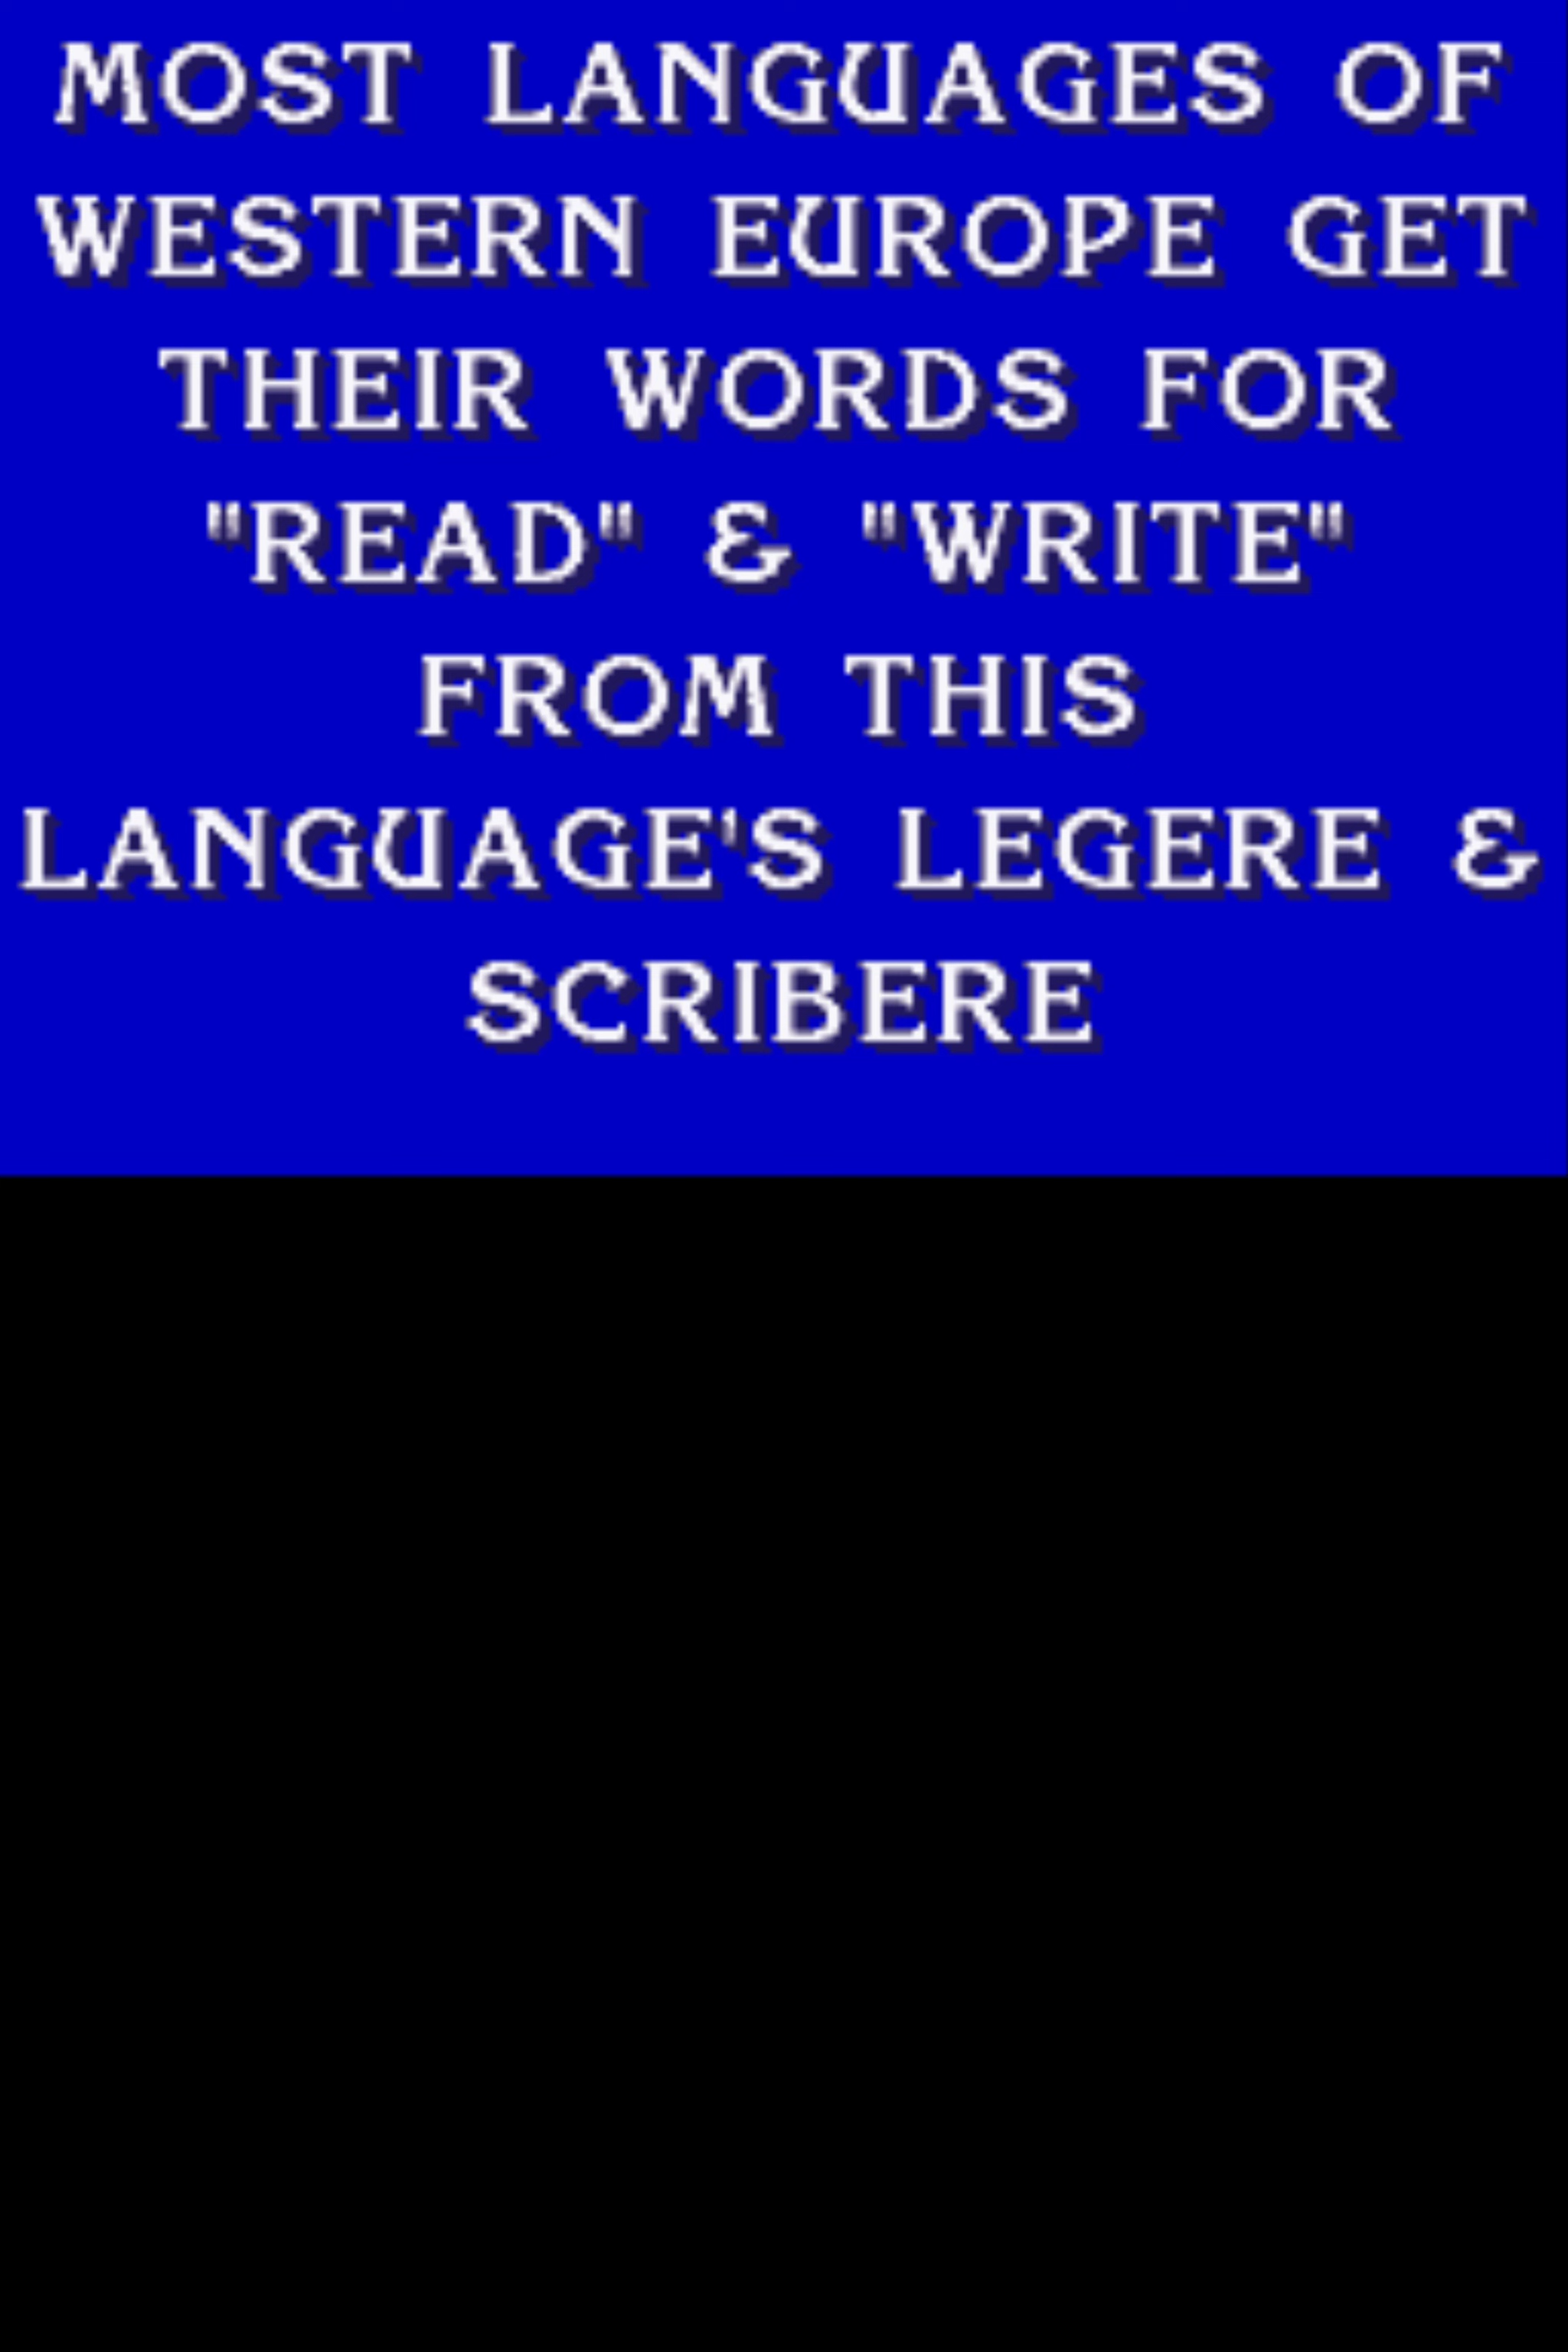 MOST LANGUAGES OF
WESTERN EUROPE GET
THEIR WORDS FOR
"READ" & "WRITE"
FROM THIS
LANGUAGE'S LEGERE &
SCRIBERE